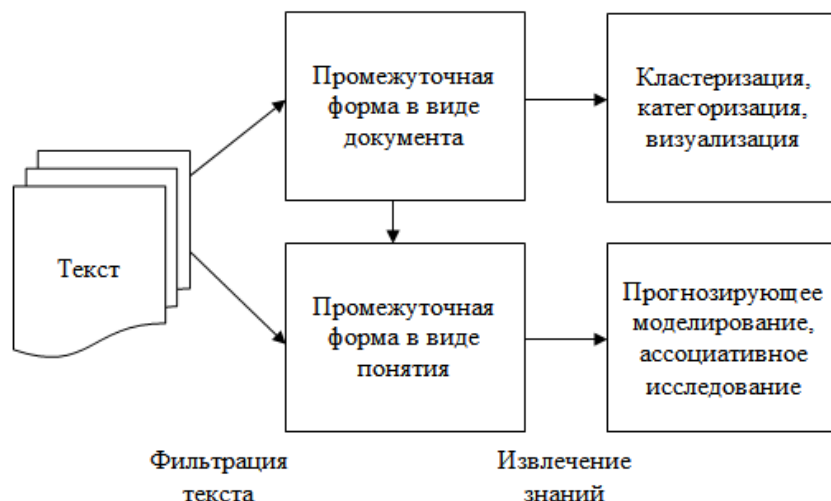 Промежуточная
форма в виде
документа
Кластеризация,
категоризация,
визуализация
Текст
Промежуточная
форма в виде
понятия
Прогнозирующее
моделирование,
ассоциативное
исследование
Фильтрация
текста
Извлечение
знаний